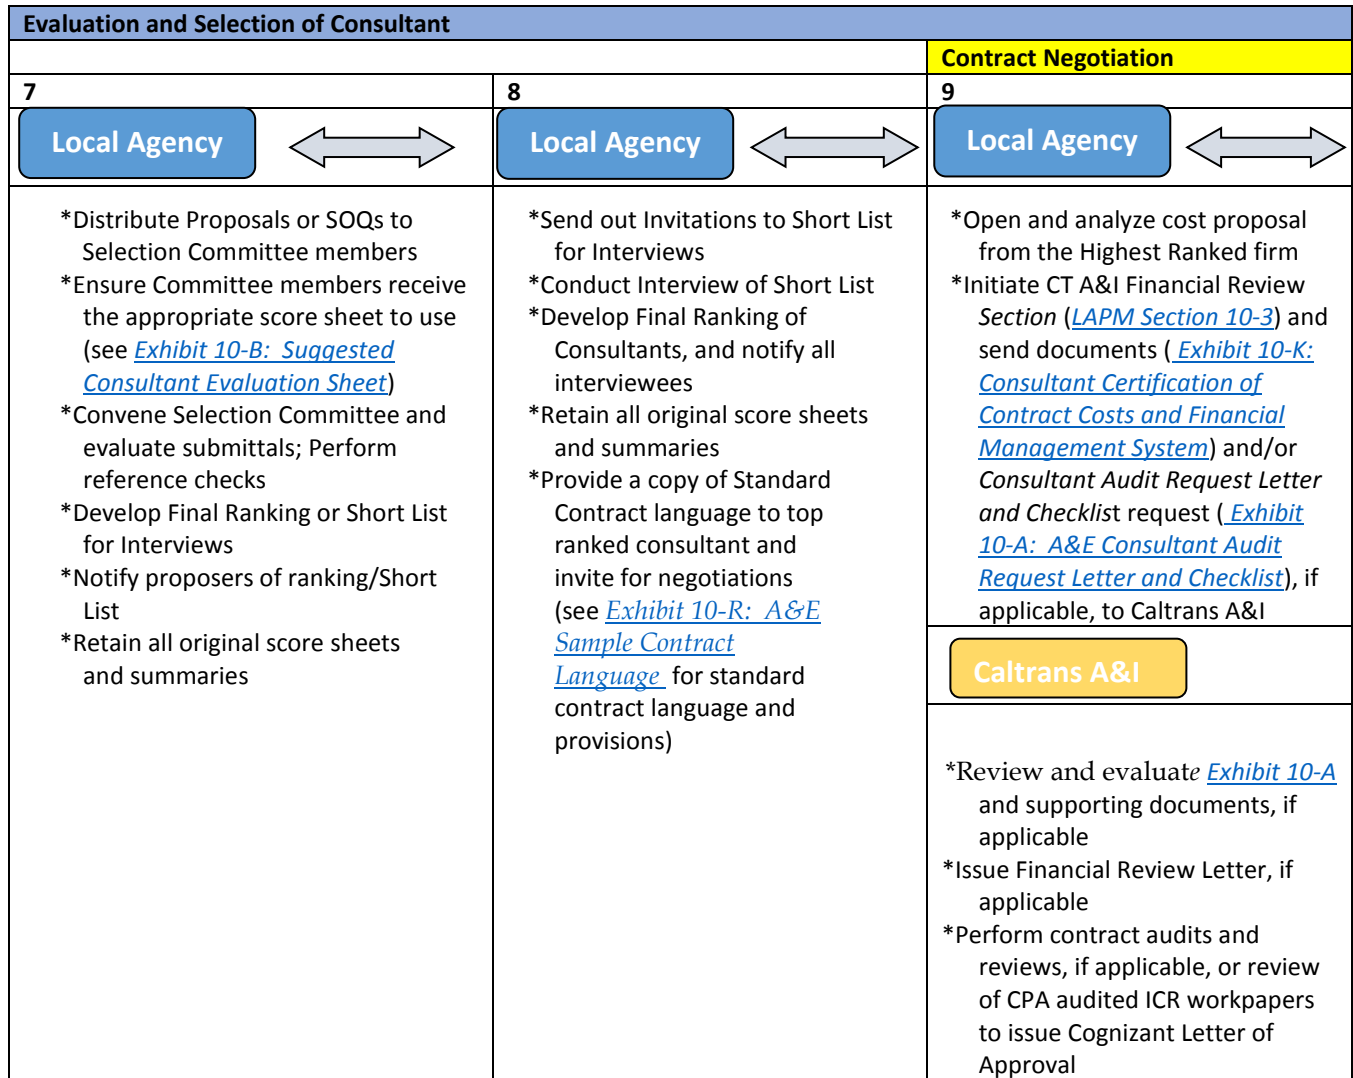 Evaluation and Selection of Consultant
Contract Negotiation
7
8
9
Local Agency
Local Agency
Local Agency
*Distribute Proposals or SOQs to
Selection Committee members
*Ensure Committee members receive
the appropriate score sheet to use
(see Exhibit 10-B:  Suggested
Consultant Evaluation Sheet)
*Convene Selection Committee and
evaluate submittals; Perform
reference checks
*Develop Final Ranking or Short List
for Interviews
*Notify proposers of ranking/Short
List
*Retain all original score sheets
and summaries
*Send out Invitations to Short List
for Interviews
*Conduct Interview of Short List
*Develop Final Ranking of
Consultants, and notify all
interviewees
*Retain all original score sheets
and summaries
*Provide a copy of Standard
Contract language to top
ranked consultant and
invite for negotiations
(see Exhibit 10-R:  A&E
Sample Contract
Language  for standard
contract language and
provisions)
*Open and analyze cost proposal
from the Highest Ranked firm
*Initiate CT A&I Financial Review
Section (LAPM Section 10-3) and
send documents ( Exhibit 10-K:
Consultant Certification of
Contract Costs and Financial
Management System) and/or
Consultant Audit Request Letter
and Checklist request ( Exhibit
10-A:  A&E Consultant Audit
Request Letter and Checklist), if
applicable, to Caltrans A&I
Caltrans A&I
*Review and evaluate Exhibit 10-A
and supporting documents, if
applicable
*Issue Financial Review Letter, if
applicable
*Perform contract audits and
reviews, if applicable, or review
of CPA audited ICR workpapers
to issue Cognizant Letter of
Approval